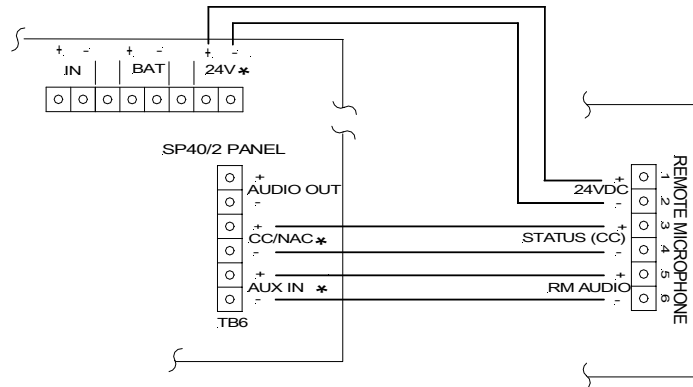 + - + - + -
IN BAT 24V*
SP40/2 PANEL
+
AUDIO OUT
-
+
CC/NAC*
-
+
AUX IN *
-
TB6
+
24VDC
-
+
STATUS (CC)
-
+
RM AUDIO
-
1
2
3
4
5
6
REMOTE MICROPHONE